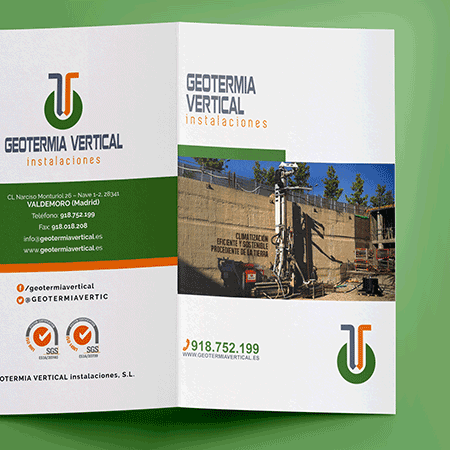 GEOTERMIA VERTICAL
instalaciones
CL Narciso Monturiol 26 – Nave 1-2, 28341
VALDEMORO (Madrid)
Teléfono: 918.752.199
Fax: 918.018.208
info@geotermiavertical.es
www.geotermiavertical.es
/geotermiavertical
@GEOTERMIAVERTIC
SGS
SGS
OTERMIA VERTICAL instalaciones, S.L.
GEOTERMIA
VERTICAL
instalaciones
CLIMATIZACIÓN
EFICIENTE Y SOSTENIBLE
PROCEDENTE DE LA TIERRA
918.752.199
WWW.GEOTERMIAVERTICAL.ES